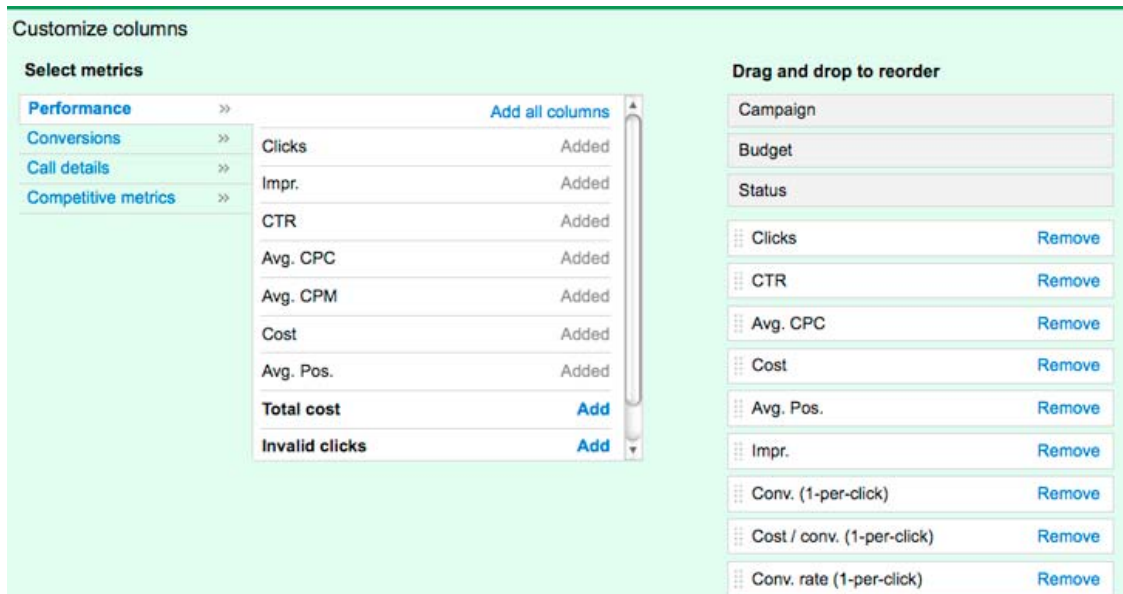 Customize columns
Select metrics
Performance »
Conversions »
Call details »
Competitive metrics »
Add all columns
Clicks Added
Impr. Added
CTR Added
Avg. CPC Added
Avg. CPM Added
Cost Added
Avg. Pos. Added
Total cost Add
Invalid clicks Add
Drag and drop to reorder
Campaign
Budget
Status
Clicks Remove
CTR Remove
Avg. CPC Remove
Cost Remove
Avg. Pos. Remove
Impr. Remove
Conv. (1-per-click) Remove
Cost / conv. (1-per-click) Remove
Conv. rate (1-per-click) Remove